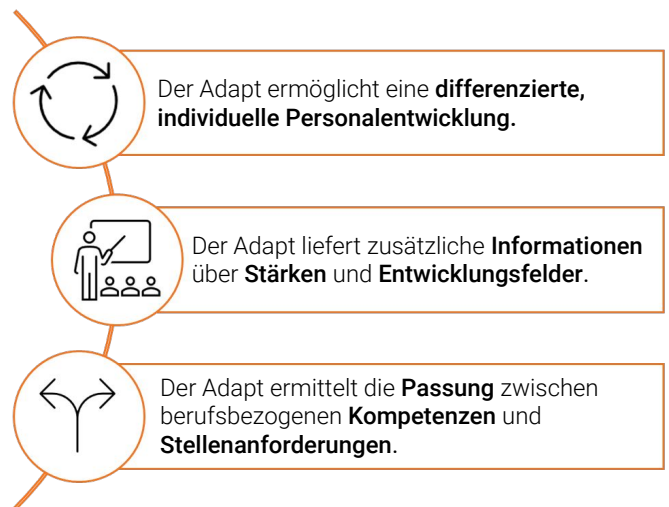 Der Adapt ermöglicht eine differenzierte,
individuelle Personalentwicklung.
Der Adapt liefert zusätzliche Informationen
über Stärken und Entwicklungsfelder.
Der Adapt ermittelt die Passung zwischen
berufsbezogenen Kompetenzen und
Stellenanforderungen.